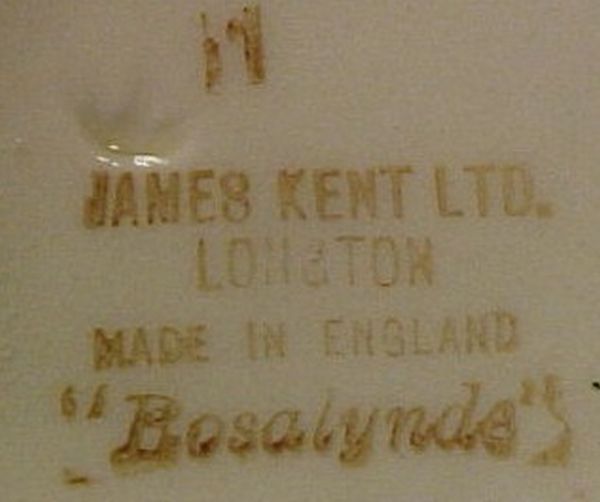 JAMES KENT LTD.
LONGTON
MADE IN ENGLAND
"Rosalynde"